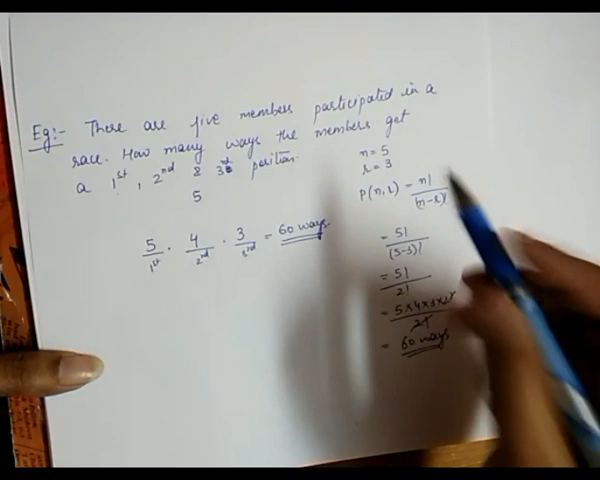 Eg:- There are five members participated in a
race. How many ways the members get
a 1st, 2nd & 3rd position.
5
5/1st . 4/2nd . 3/3rd = 60 ways.
n = 5
r = 3
P(n,r) = n!/(n-r)!
= 5!/(5-3)!
= 5!/2!
= 5×4×3×2!/2!
= 60 ways